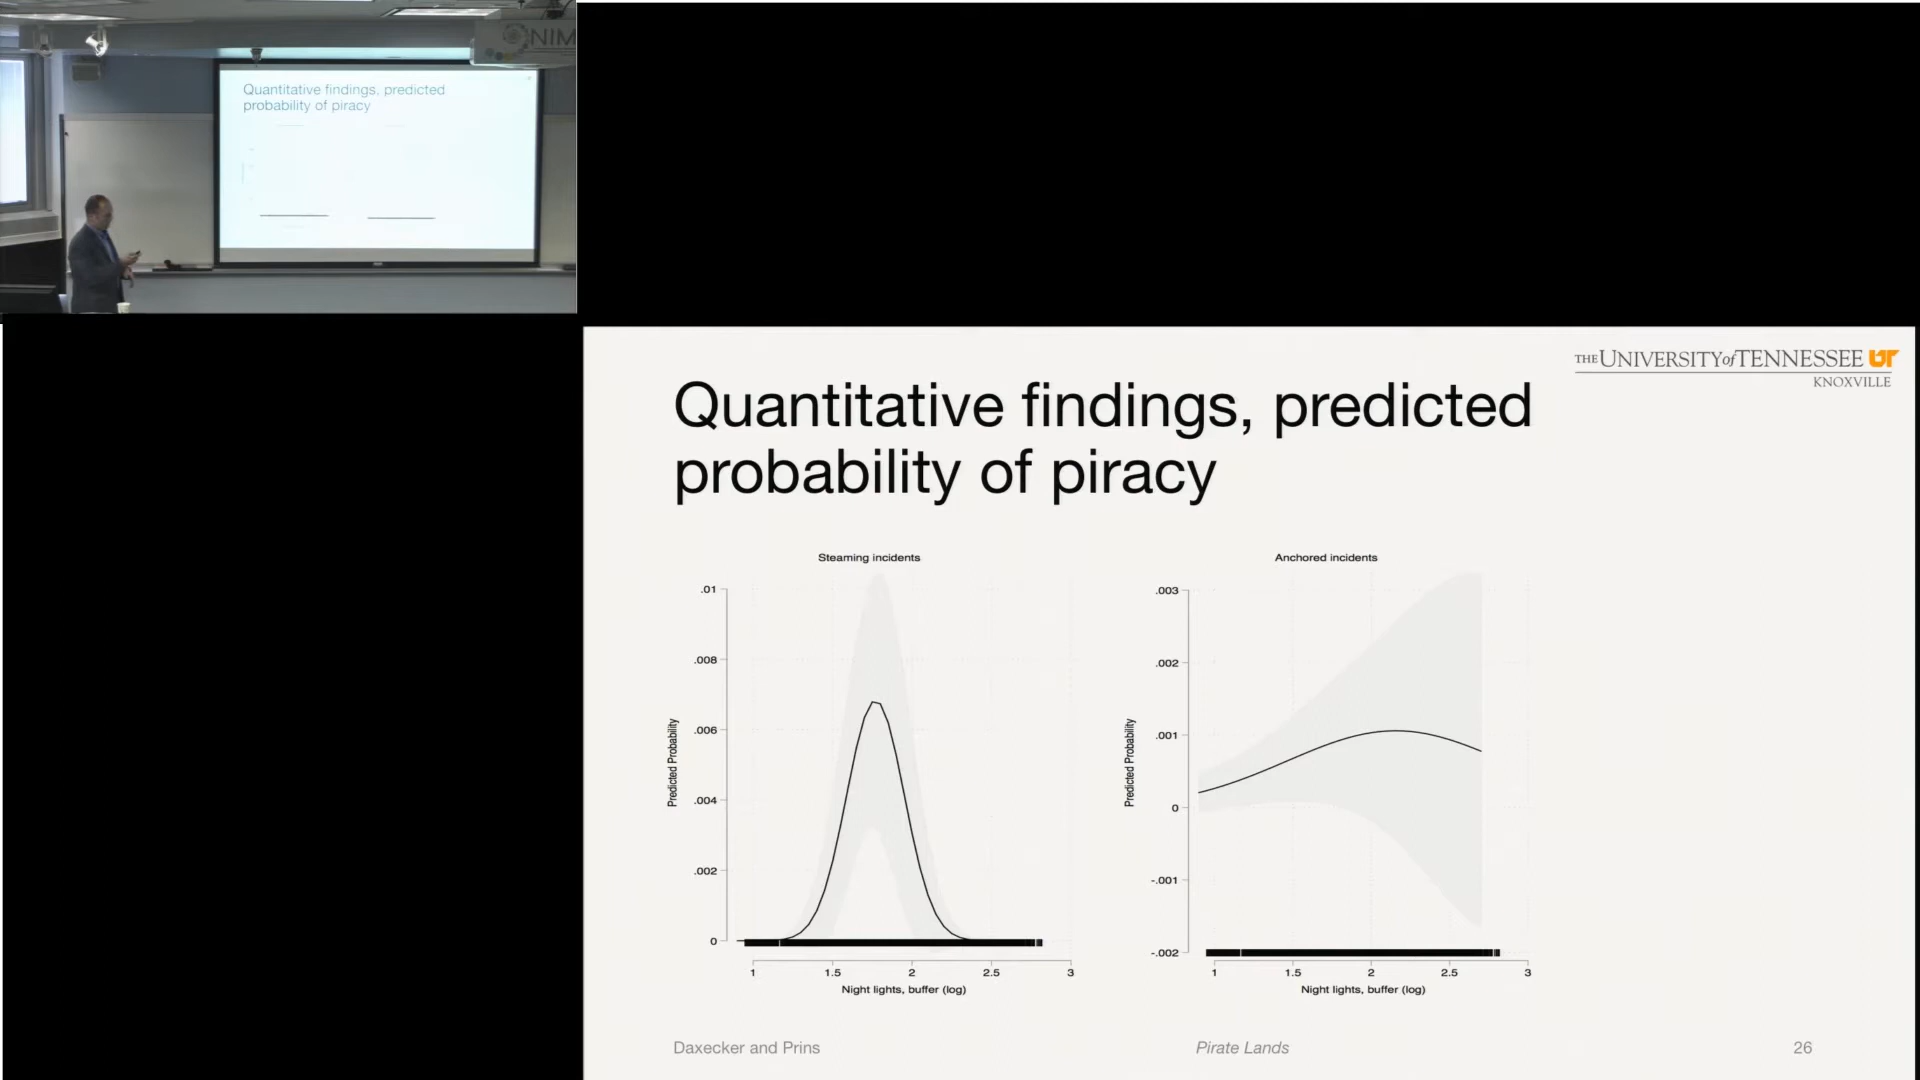 NIM
Quantitative findings, predicted
probability of piracy
THE UNIVERSITY of TENNESSEE UT
KNOXVILLE
Quantitative findings, predicted
probability of piracy
Steaming incidents
.01
.008
.006
.004
.002
0
Predicted Probability
1 1.5 2 2.5 3
Night lights, buffer (log)
Anchored incidents
.003
.002
.001
0
-.001
-.002
Predicted Probability
1 1.5 2 2.5 3
Night lights, buffer (log)
Daxecker and Prins Pirate Lands 26